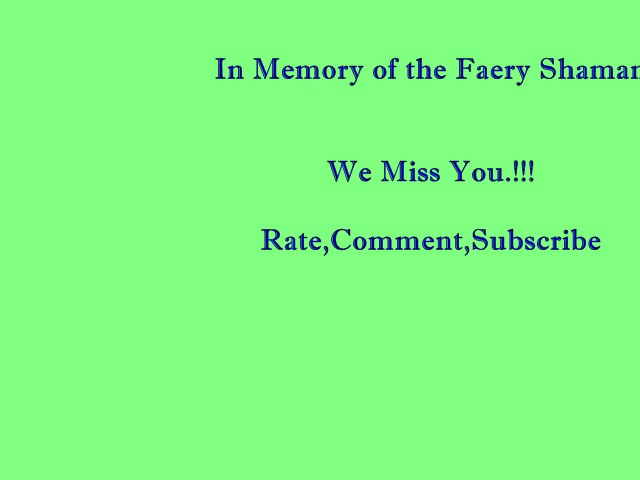 In Memory of the Faery Shaman
We Miss You.!!!
Rate,Comment,Subscribe